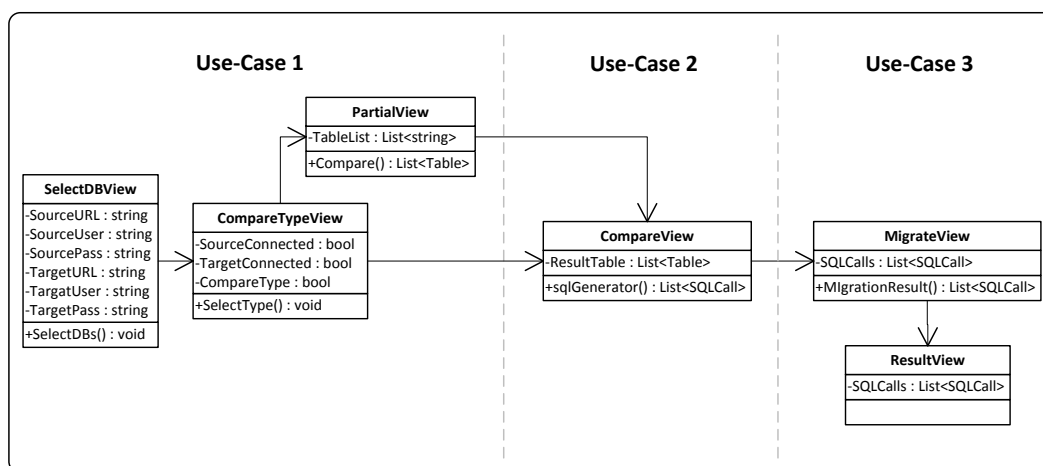 Use-Case 1
Use-Case 2
Use-Case 3
PartialView
-TableList : List<string>
+Compare() : List<Table>
SelectDBView
-SourceURL : string
-SourceUser : string
-SourcePass : string
-TargetURL : string
-TargatUser : string
-TargetPass : string
+SelectDBs() : void
CompareTypeView
-SourceConnected : bool
-TargetConnected : bool
-CompareType : bool
+SelectType() : void
CompareView
-ResultTable : List<Table>
+sqlGenerator() : List<SQLCall>
MigrateView
-SQLCalls : List<SQLCall>
+MIgrationResult() : List<SQLCall>
ResultView
-SQLCalls : List<SQLCall>